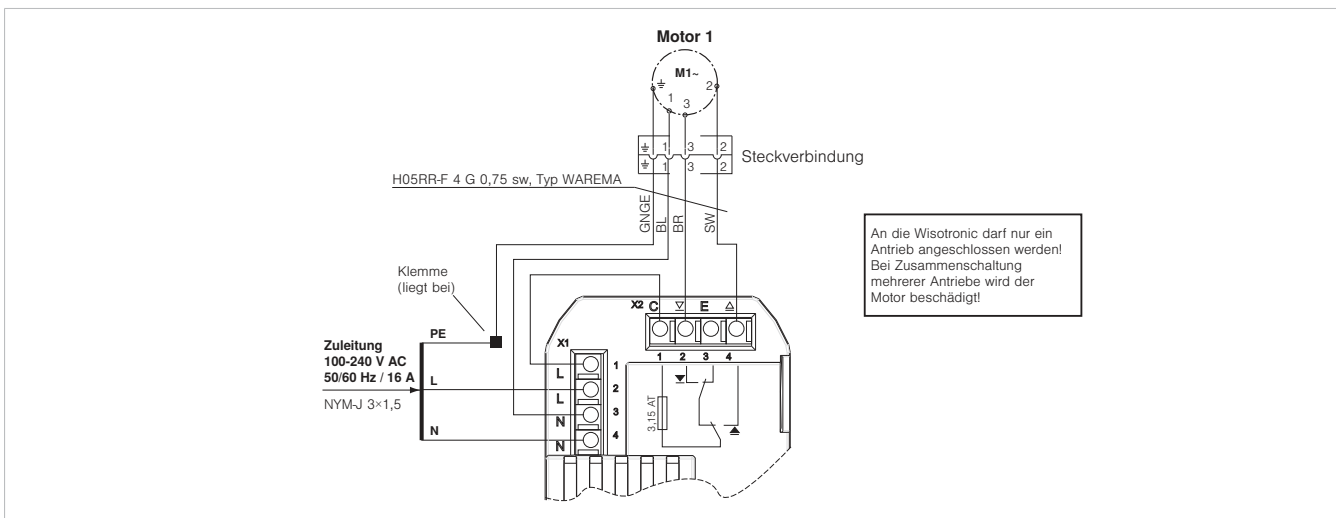 Motor 1
M1~
1
3
2
1 3 2
1 3 2
Steckverbindung
H05RR-F 4 G 0,75 sw, Typ WAREMA
GNGE
BL
BR
SW
An die Wisotronic darf nur ein
Antrieb angeschlossen werden!
Bei Zusammenschaltung
mehrerer Antriebe wird der
Motor beschädigt!
Klemme
(liegt bei)
X2 C ▽ E △
1 2 3 4
PE
Zuleitung
100-240 V AC
50/60 Hz / 16 A
NYM-J 3×1,5
L
N
X1
L 1
L 2
N 3
N 4
3,15 AT